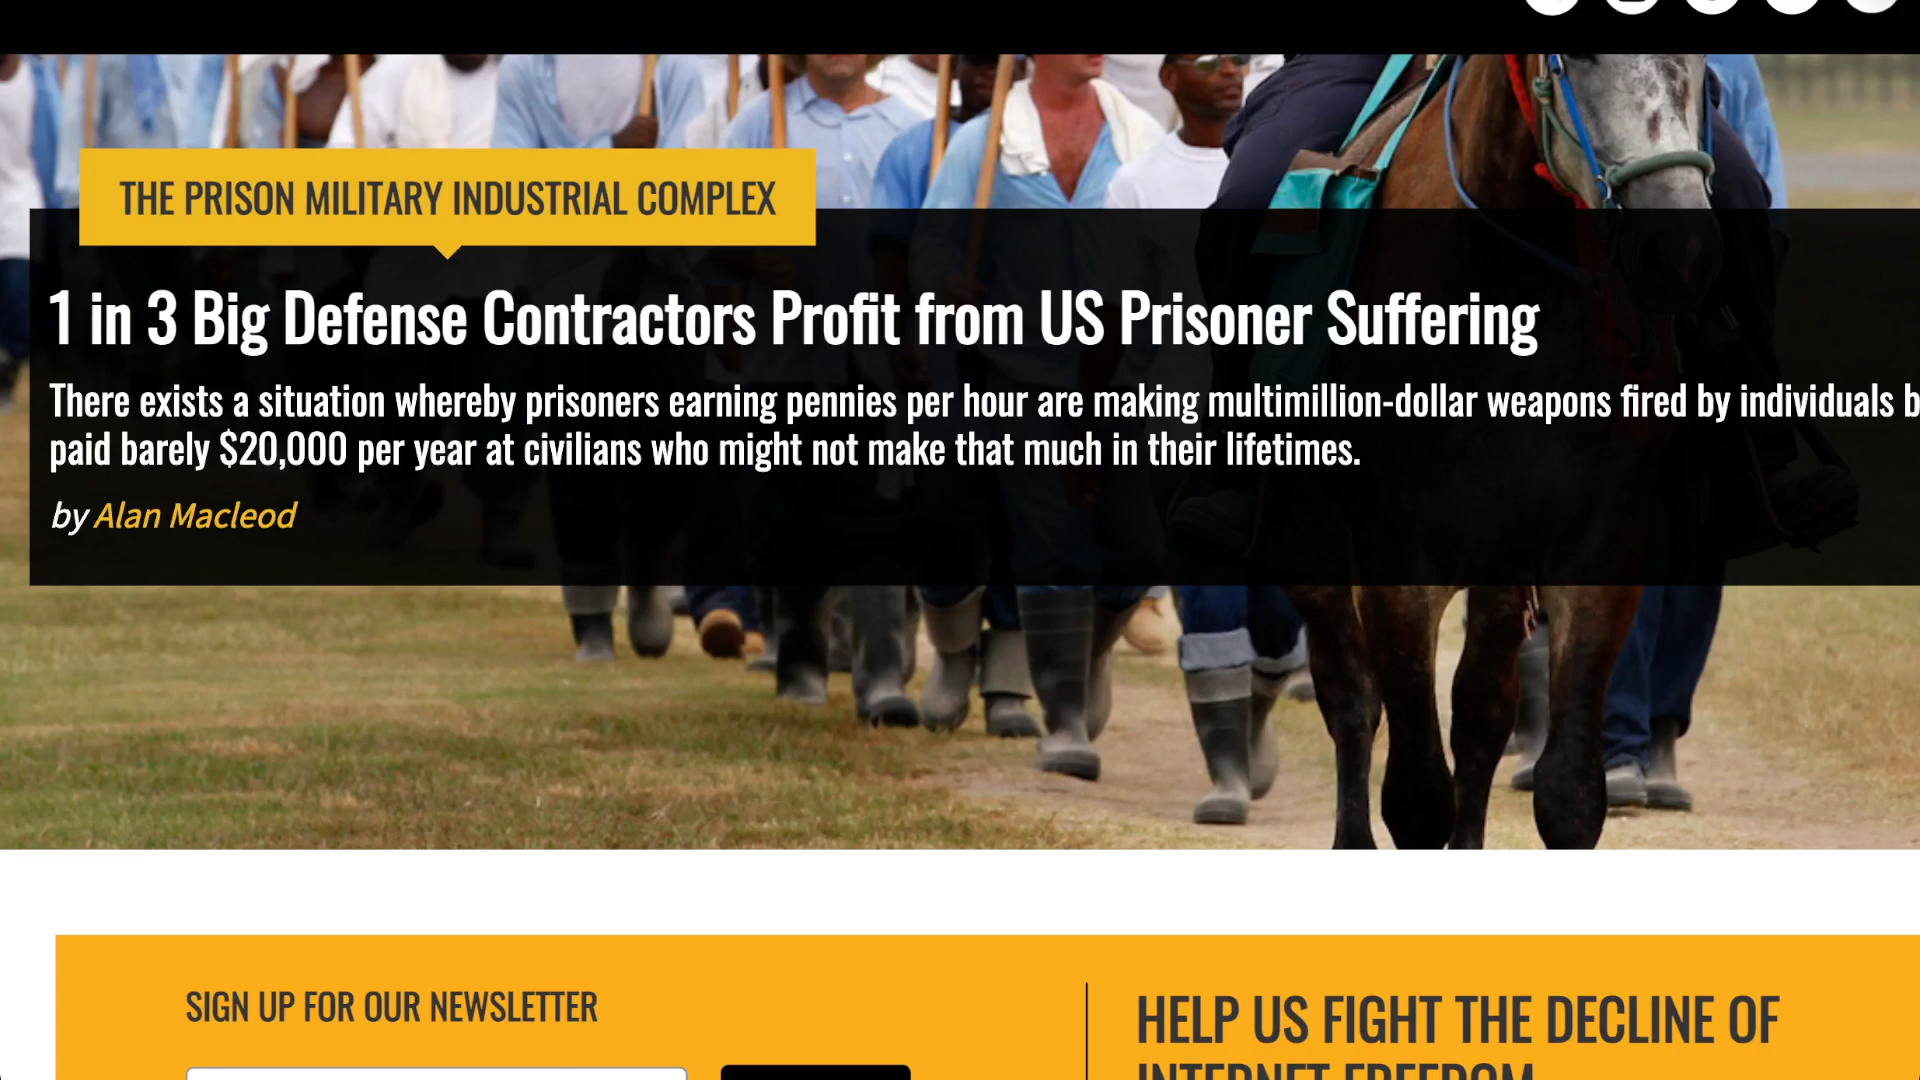 THE PRISON MILITARY INDUSTRIAL COMPLEX
1 in 3 Big Defense Contractors Profit from US Prisoner Suffering
There exists a situation whereby prisoners earning pennies per hour are making multimillion-dollar weapons fired by individuals b
paid barely $20,000 per year at civilians who might not make that much in their lifetimes.
by Alan Macleod
SIGN UP FOR OUR NEWSLETTER
HELP US FIGHT THE DECLINE OF
INTERNET FREEDOM